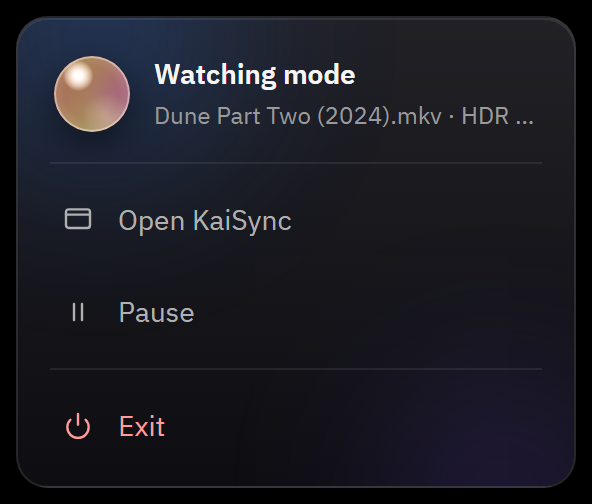 Watching mode
Dune Part Two (2024).mkv · HDR ...
Open KaiSync
Pause
Exit